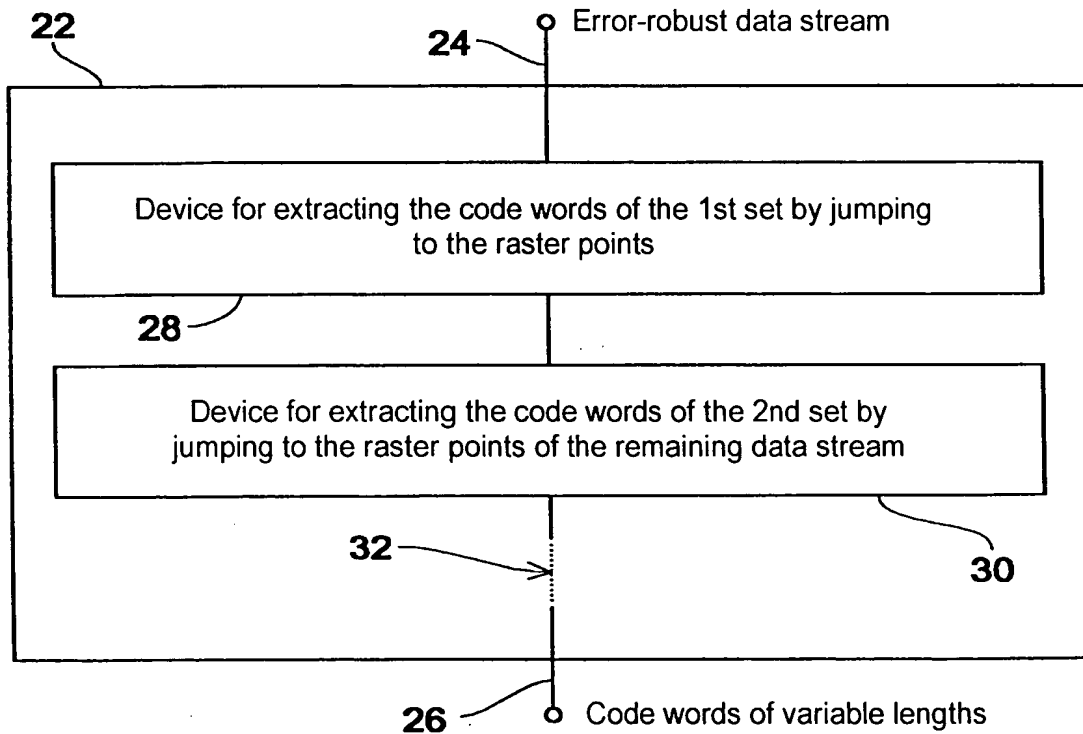 22
24
Error-robust data stream
Device for extracting the code words of the 1st set by jumping
to the raster points
28
Device for extracting the code words of the 2nd set by
jumping to the raster points of the remaining data stream
32
30
26
Code words of variable lengths